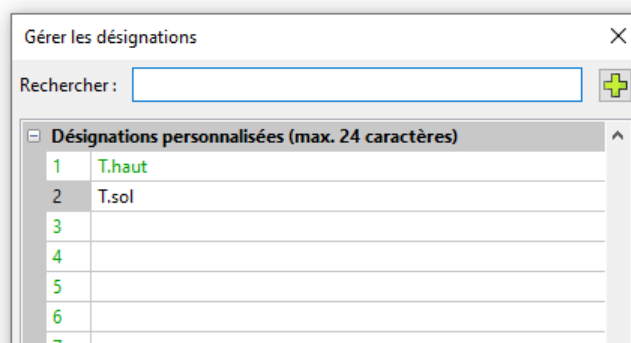 Gérer les désignations
Rechercher :
Désignations personnalisées (max. 24 caractères)
1 T.haut
2 T.sol
3
4
5
6